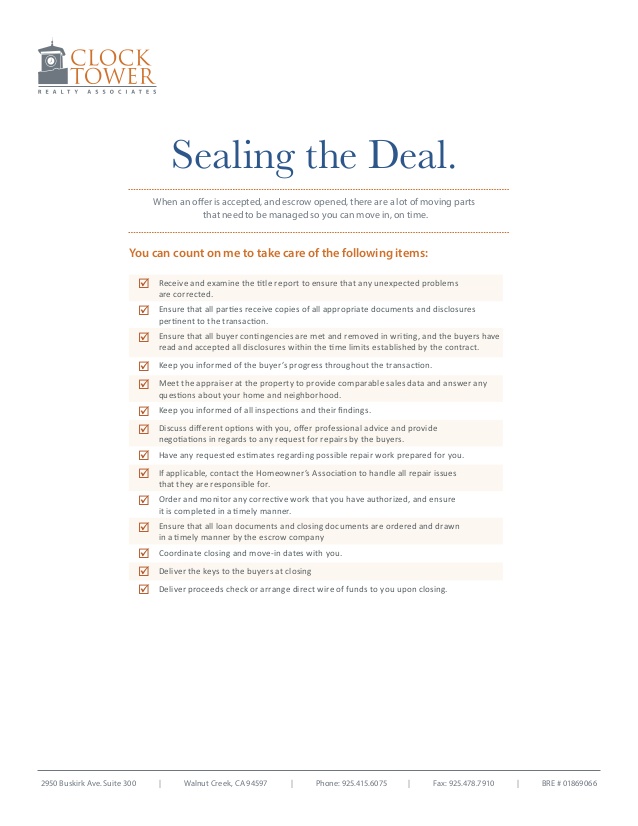 CLOCK
TOWER
REALTY ASSOCIATES
Sealing the Deal.
When an offer is accepted, and escrow opened, there are a lot of moving parts
that need to be managed so you can move in, on time.
You can count on me to take care of the following items:
Receive and examine the title report to ensure that any unexpected problems
are corrected.
Ensure that all parties receive copies of all appropriate documents and disclosures
pertinent to the transaction.
Ensure that all buyer contingencies are met and removed in writing, and the buyers have
read and accepted all disclosures within the time limits established by the contract.
Keep you informed of the buyer's progress throughout the transaction.
Meet the appraiser at the property to provide comparable sales data and answer any
questions about your home and neighborhood.
Keep you informed of all inspections and their findings.
Discuss different options with you, offer professional advice and provide
negotiations in regards to any request for repairs by the buyers.
Have any requested estimates regarding possible repair work prepared for you.
If applicable, contact the Homeowner's Association to handle all repair issues
that they are responsible for.
Order and monitor any corrective work that you have authorized, and ensure
it is completed in a timely manner.
Ensure that all loan documents and closing documents are ordered and drawn
in a timely manner by the escrow company
Coordinate closing and move-in dates with you.
Deliver the keys to the buyers at closing
Deliver proceeds check or arrange direct wire of funds to you upon closing.
2950 Buskirk Ave. Suite 300 | Walnut Creek, CA 94597 | Phone: 925.415.6075 | Fax: 925.478.7910 | BRE # 01869066